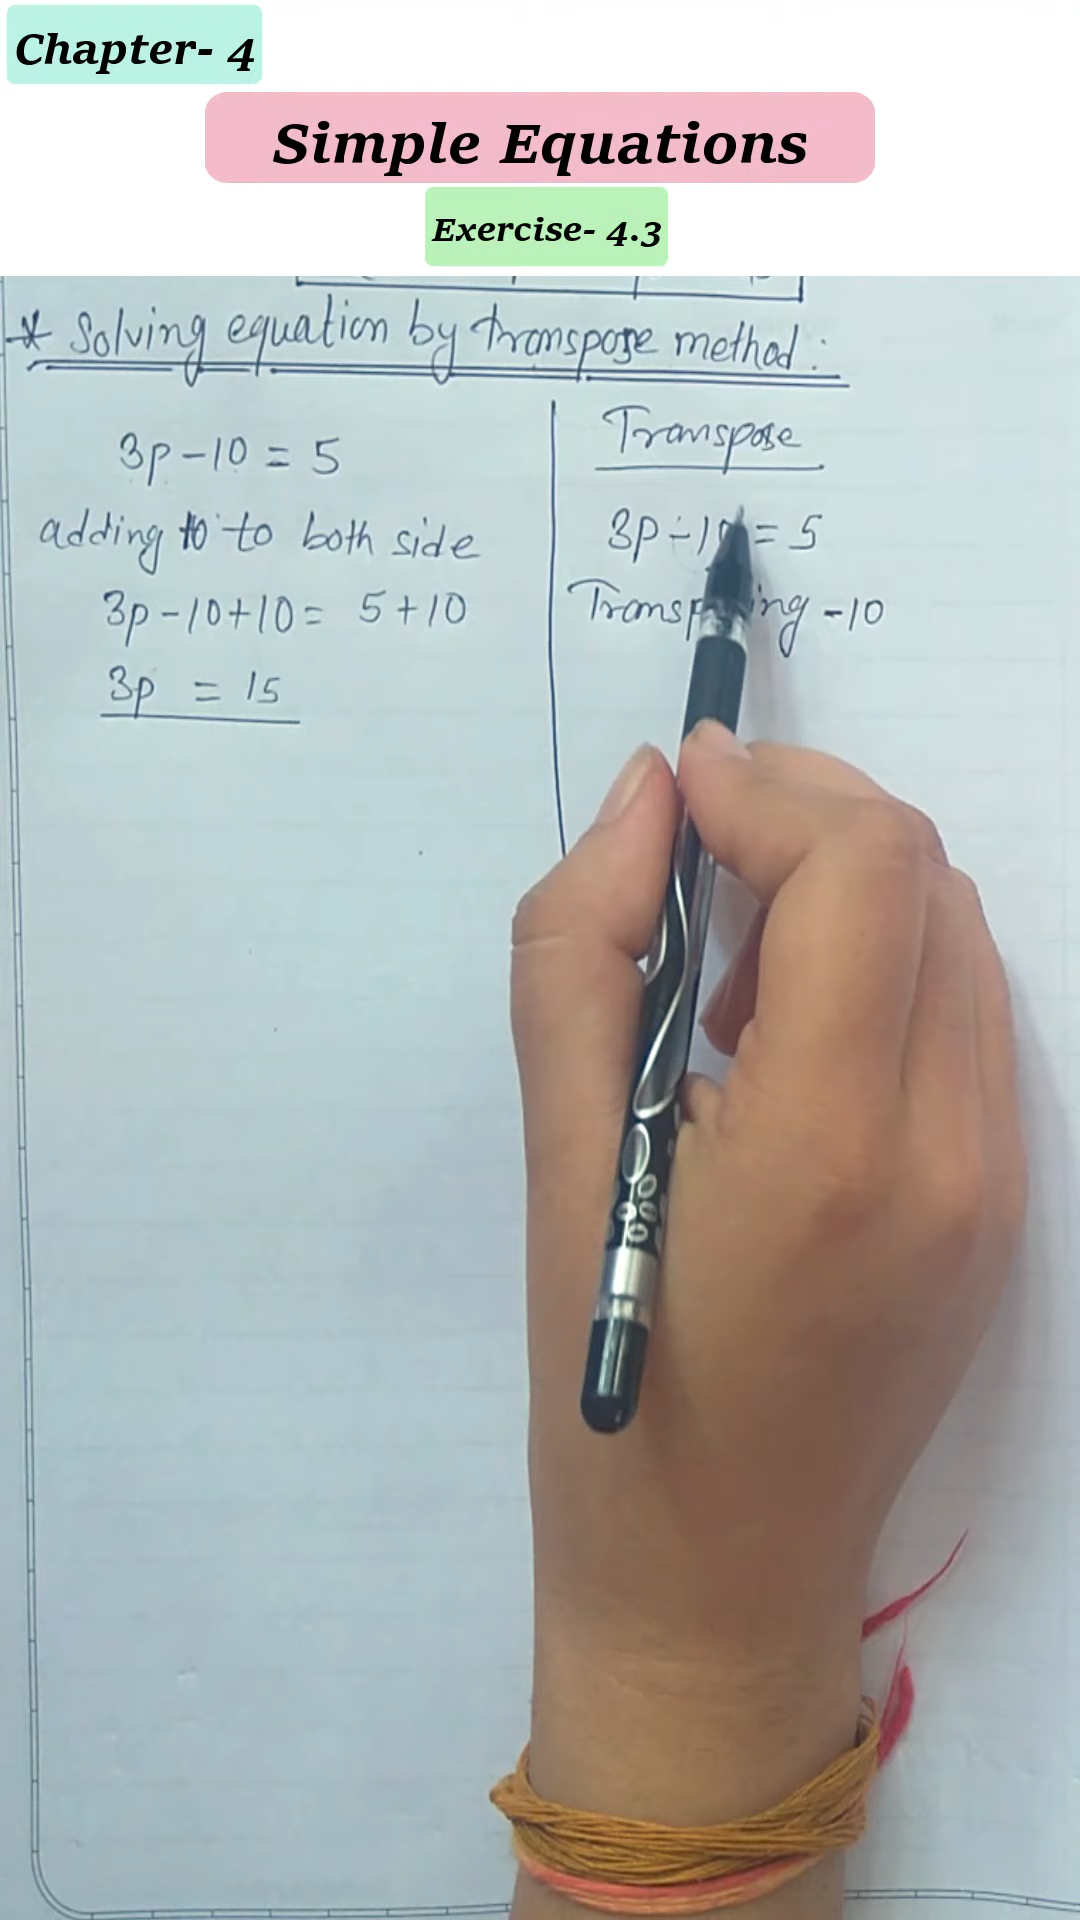 Chapter- 4
Simple Equations
Exercise- 4.3
* Solving equation by transpose method :
3p - 10 = 5
adding 10 to both side
3p - 10 + 10 = 5 + 10
3p = 15
Transpose
3p - 10 = 5
Transposing - 10